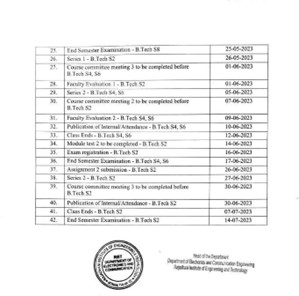 25. End Semester Examination - B.Tech S8 25-05-2023
26. Series 1 - B.Tech S2 26-05-2023
27. Course committee meeting 3 to be completed before 01-06-2023
B.Tech S4, S6
28. Faculty Evaluation 1 - B.Tech S2 01-06-2023
29. Series 2 - B.Tech S4, S6 05-06-2023
30. Course committee meeting 2 to be completed before 07-06-2023
B.Tech S2
31. Faculty Evaluation 2 - B.Tech S4, S6 09-06-2023
32. Publication of Internal/Attendance - B.Tech S4, S6 10-06-2023
33. Class Ends - B.Tech S4, S6 12-06-2023
34. Module test 2 to be completed - B.Tech S2 14-06-2023
35. Exam registration - B.Tech S2 16-06-2023
36. End Semester Examination - B.Tech S4, S6 17-06-2023
37. Assignment 2 submission - B.Tech S2 26-06-2023
38. Series 2 - B.Tech S2 27-06-2023
39. Course committee meeting 3 to be completed before 30-06-2023
B.Tech S2
40. Publication of Internal/Attendance - B.Tech S2 30-06-2023
41. Class Ends - B.Tech S2 07-07-2023
42. End Semester Examination - B.Tech S2 14-07-2023
DEPARTMENT OF
ELECTRONICS AND
COMMUNICATION
Head of the Department
Department of Electronics and Communication Engineering
Rajadhani Institute of Engineering and Technology